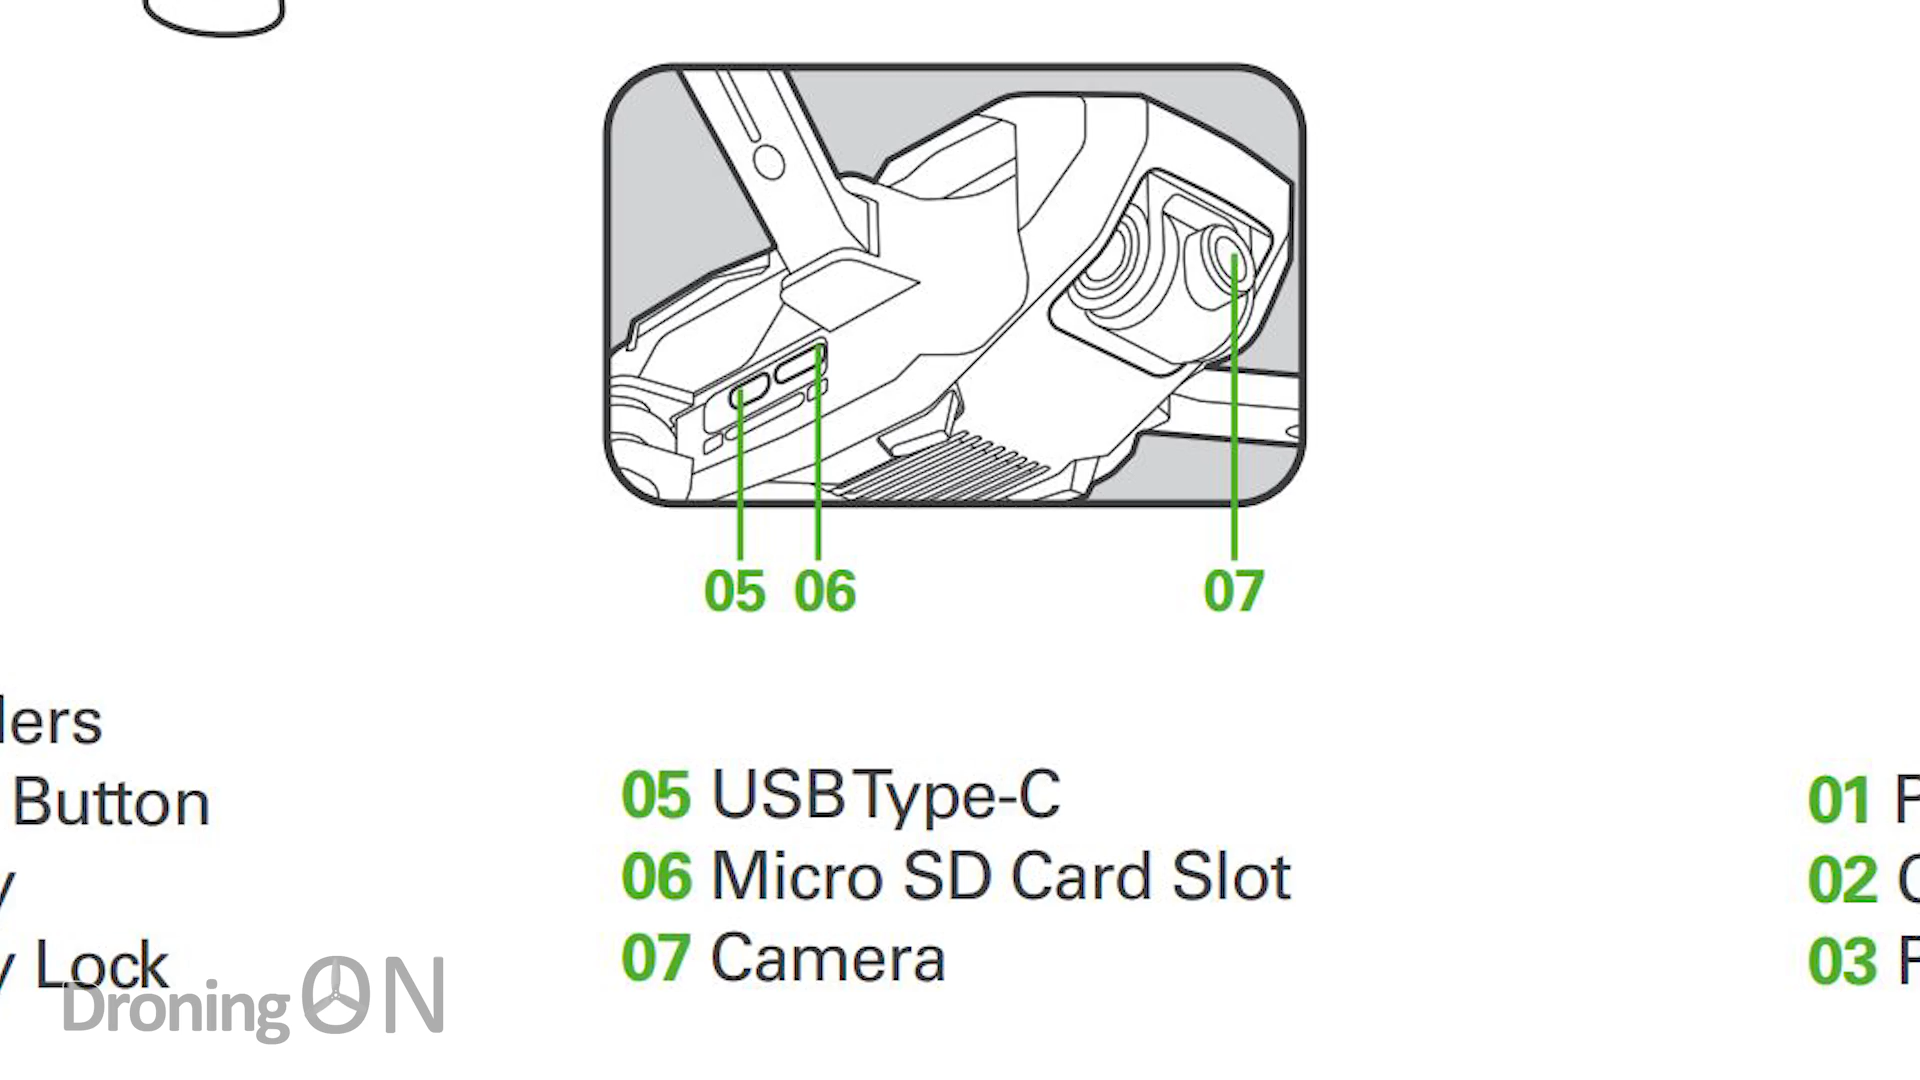 05 06 07
Button
Lock
05 USB Type-C
06 Micro SD Card Slot
07 Camera
01
02
03
DroningON